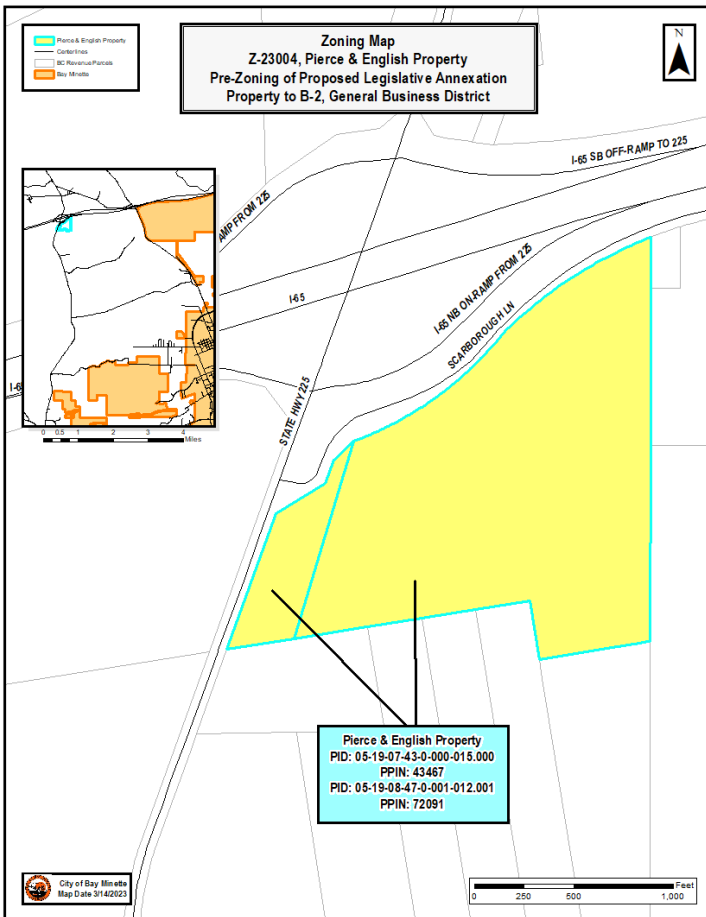 Pierce & English Property
Centerlines
BC Revenue Parcels
Bay Minette
Zoning Map
Z-23004, Pierce & English Property
Pre-Zoning of Proposed Legislative Annexation
Property to B-2, General Business District
N
I-65 SB OFF-RAMP TO 225
AMP FROM 225
I-65
I-65 NB ON-RAMP FROM 225
SCARBOROUGH LN
STATE HWY 225
I-6
0 0.5 1 2 3 4
Miles
Pierce & English Property
PID: 05-19-07-43-0-000-015.000
PPIN: 43467
PID: 05-19-08-47-0-001-012.001
PPIN: 72091
City of Bay Minette
Map Date 3/14/2023
Feet
0 250 500 1,000